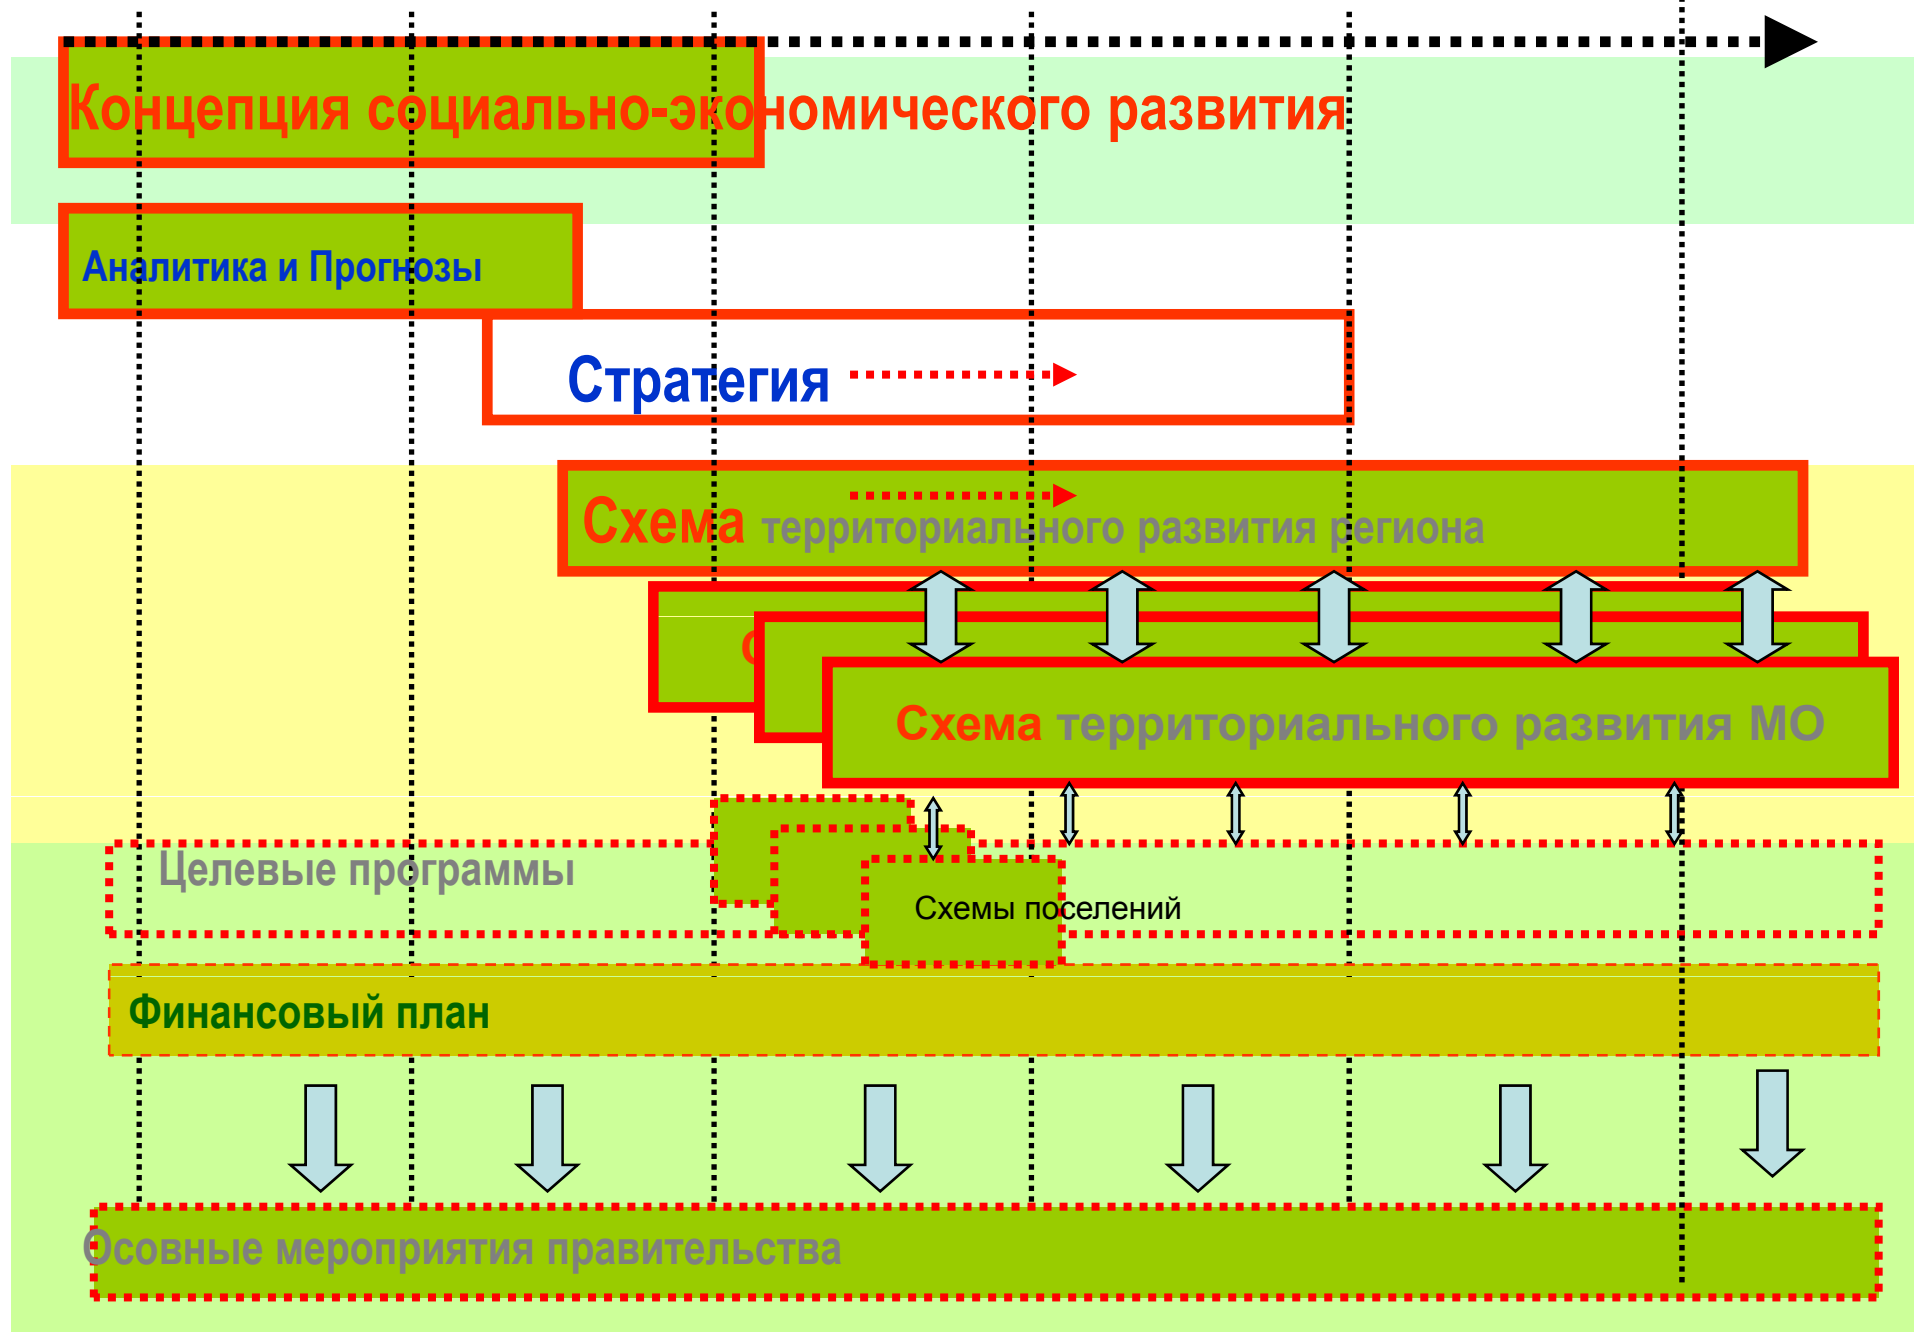 Концепция социально-экономического развития
Аналитика и Прогнозы
Стратегия
Схема территориального развития региона
С
Схема территориального развития МО
Целевые программы
Схемы поселений
Финансовый план
Осовные мероприятия правительства